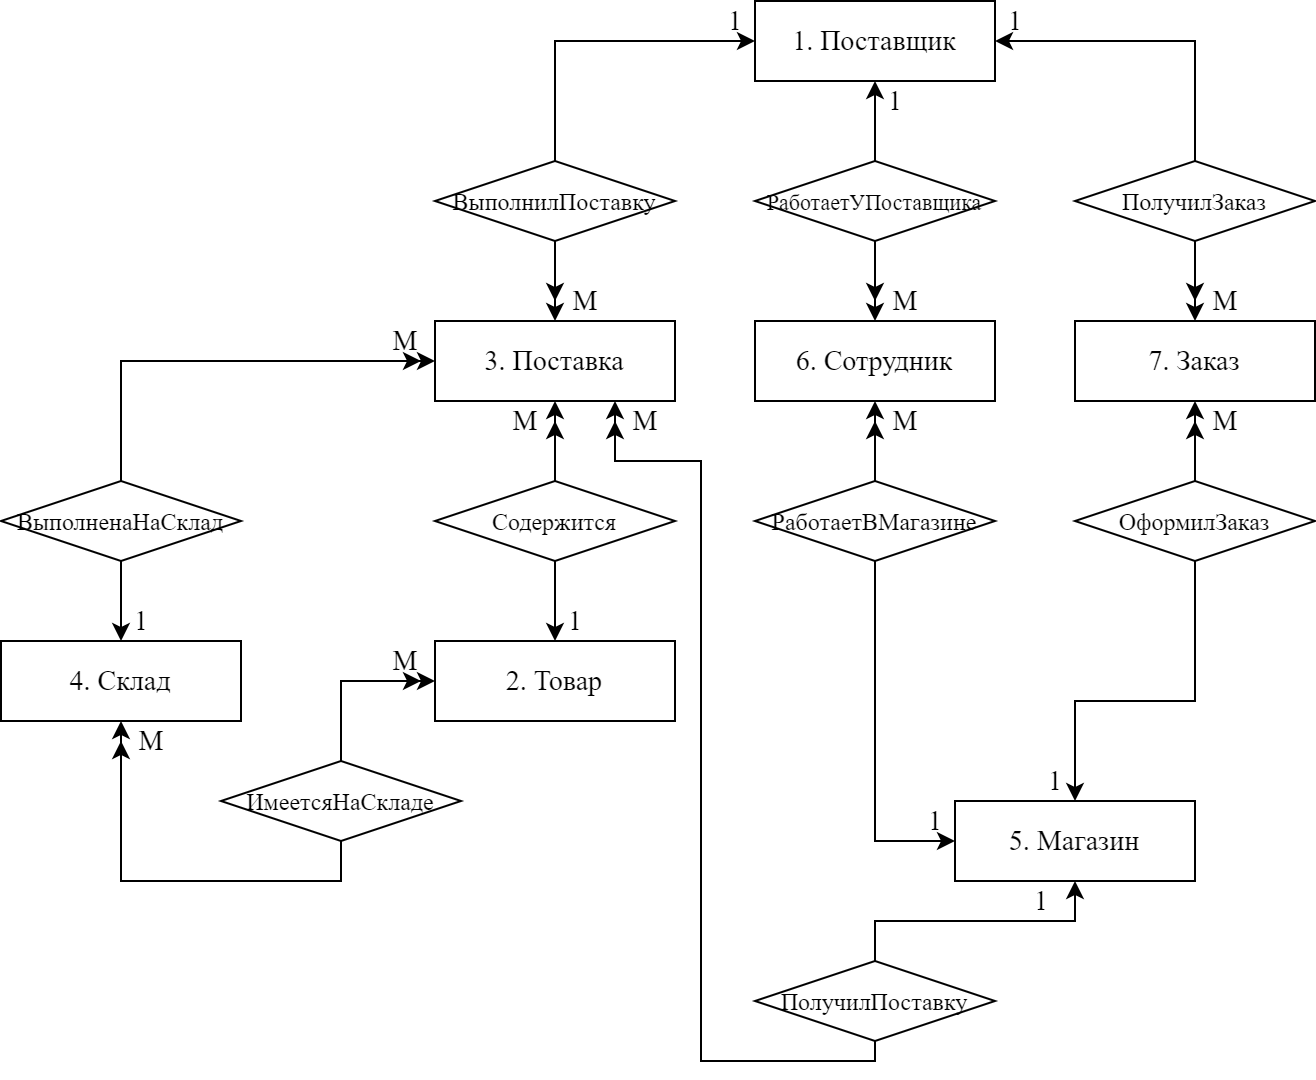 1
1. Поставщик
1
1
ВыполнилПоставку
РаботаетУПоставщика
ПолучилЗаказ
M
M
M
M
3. Поставка
6. Сотрудник
7. Заказ
M
M
M
M
ВыполненаНаСклад
Содержится
РаботаетВМагазине
ОформилЗаказ
1
1
M
4. Склад
2. Товар
M
1
ИмеетсяНаСкладе
1
5. Магазин
1
ПолучилПоставку